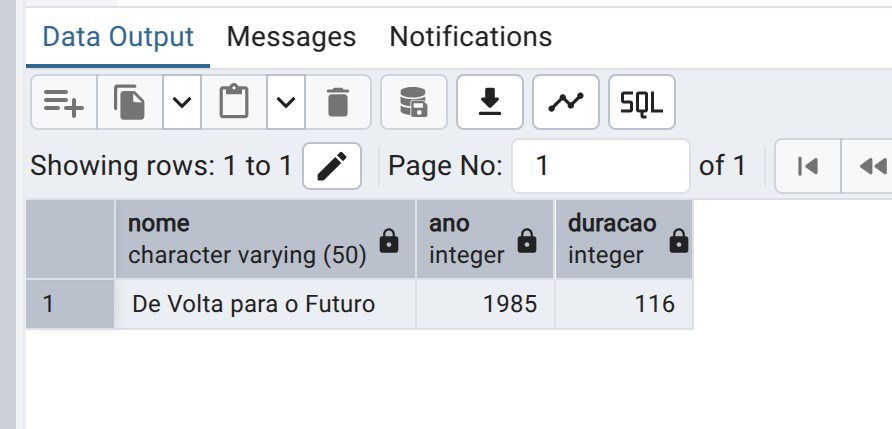 Data Output Messages Notifications
SQL
Showing rows: 1 to 1 Page No: 1 of 1
nome ano duracao
character varying (50) integer integer
1 De Volta para o Futuro 1985 116